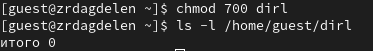 [guest@zrdagdelen ~]$ chmod 700 dirl
[guest@zrdagdelen ~]$ ls -l /home/guest/dirl
итого 0